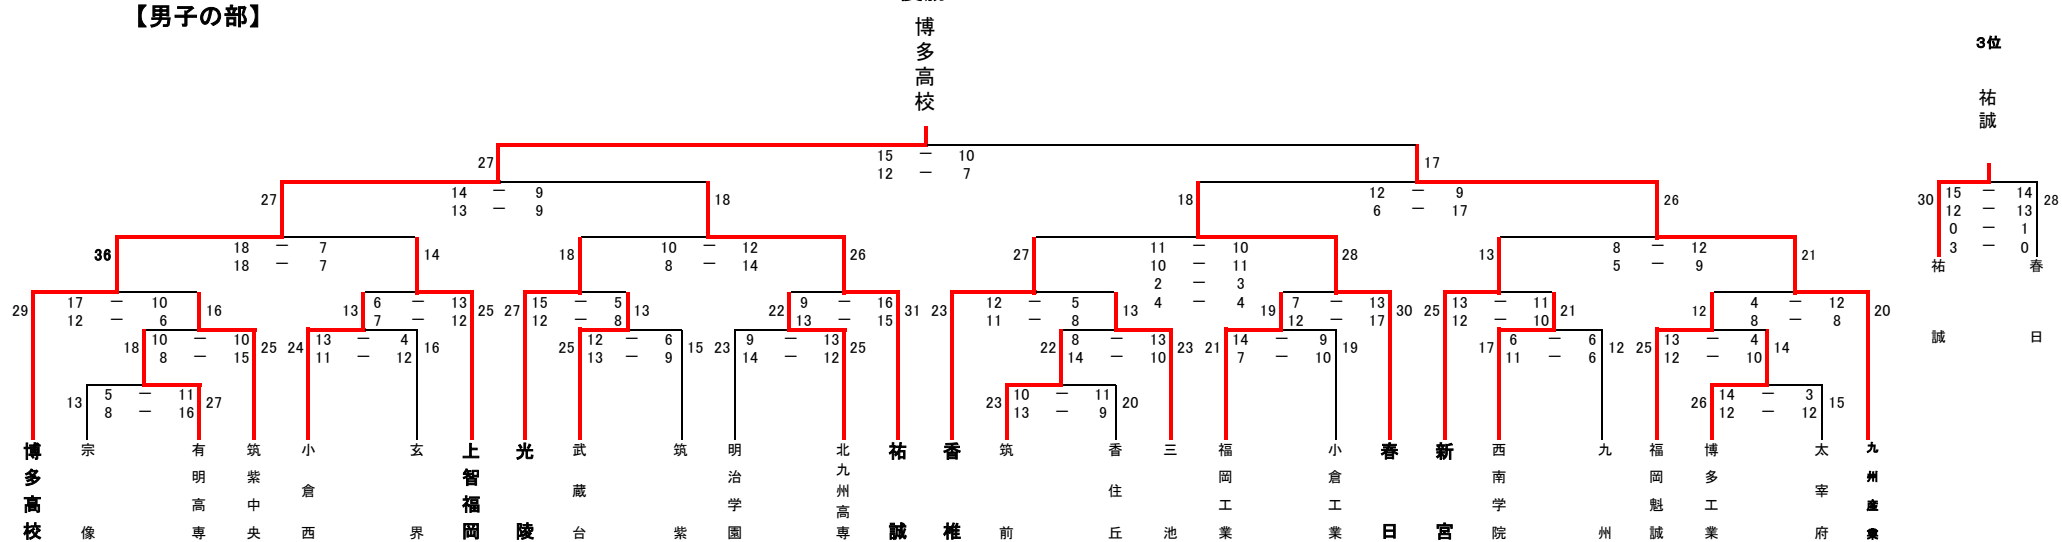 【男子の部】
博多高校
3位
祐誠
27
15 — 10
12 — 7
17
27
14 — 9
13 — 9
18
18
12 — 9
6 — 17
26
30
15 — 14
12 — 13
0 — 1
3 — 0
28
祐誠
春日
36
18 — 7
18 — 7
14
18
10 — 12
8 — 14
26
27
11 — 10
10 — 11
2 — 3
4 — 4
28
13
8 — 12
5 — 9
21
29
17 — 10
12 — 6
16
13
6 — 13
7 — 12
25
27
15 — 5
12 — 8
13
22
9 — 16
13 — 15
31
23
12 — 5
11 — 8
13
19
7 — 13
12 — 17
30
25
13 — 11
12 — 10
21
12
4 — 12
8 — 8
20
18
10 — 10
8 — 15
25
24
13 — 4
11 — 12
16
25
12 — 6
13 — 9
15
23
9 — 13
14 — 12
25
22
8 — 13
14 — 10
23
21
14 — 9
7 — 10
19
17
6 — 6
11 — 6
12
25
13 — 4
12 — 10
14
13
5 — 11
8 — 16
27
23
10 — 11
13 — 9
20
26
14 — 3
12 — 12
15
博多高校
宗像
有明高専
筑紫中央
小倉西
玄界
上智福岡
光陵
武蔵台
筑紫
明治学園
北九州高専
祐誠
香椎
筑前
香住丘
三池
福岡工業
小倉工業
春日
新宮
西南学院
九州
福岡魁誠
博多工業
太宰府
九州産業